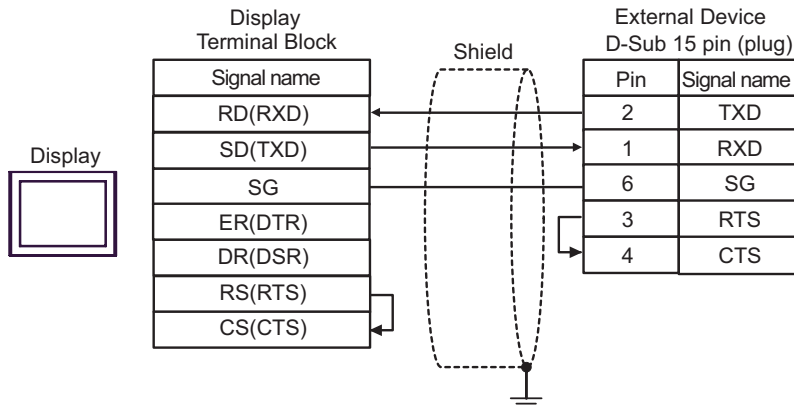 Display
Terminal Block
Shield
External Device
D-Sub 15 pin (plug)
Signal name
Pin Signal name
RD(RXD) 2 TXD
SD(TXD) 1 RXD
Display
SG 6 SG
ER(DTR) 3 RTS
DR(DSR) 4 CTS
RS(RTS)
CS(CTS)